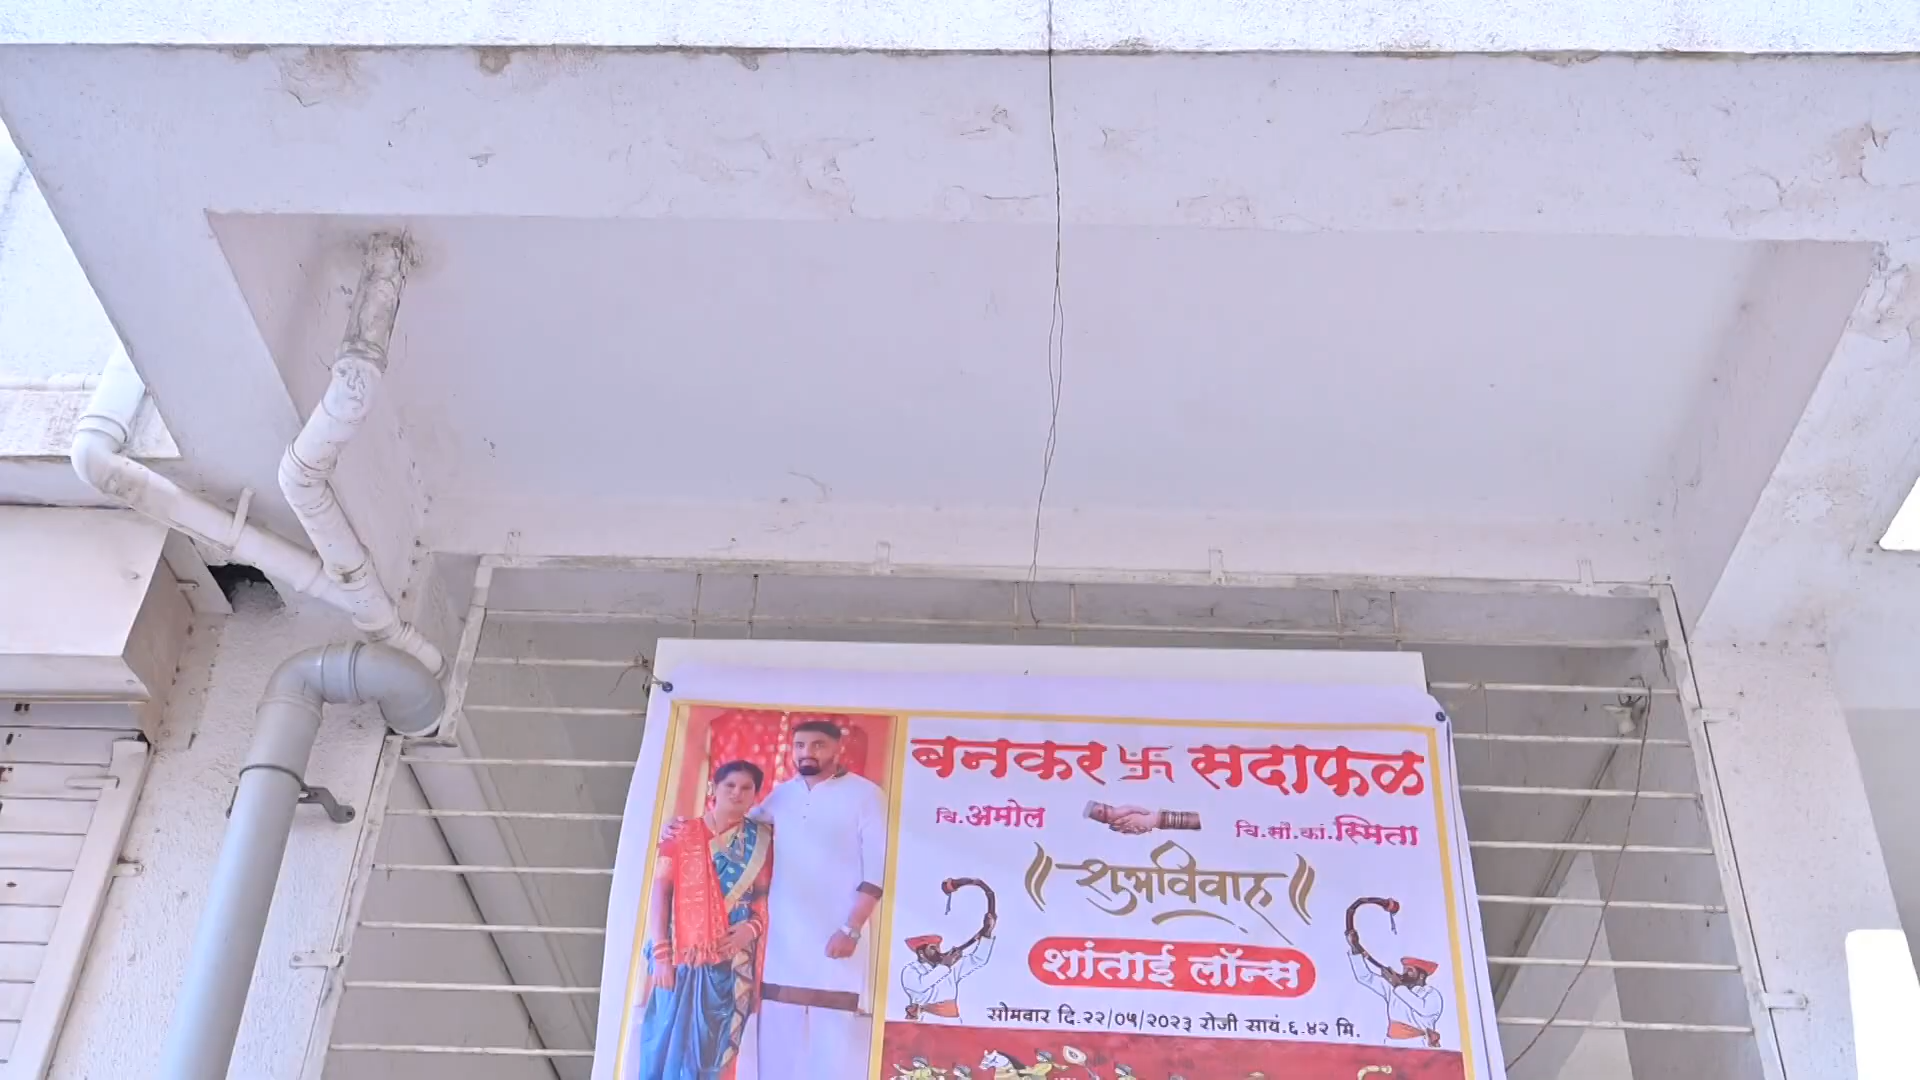 बनकर 卐 सदाफळ
चि.अमोल
चि.सौ.कां.स्मिता
॥ शुभविवाह ॥
शांताई लॉन्स
सोमवार दि.२२/०५/२०२३ रोजी सायं.६.४२ मि.